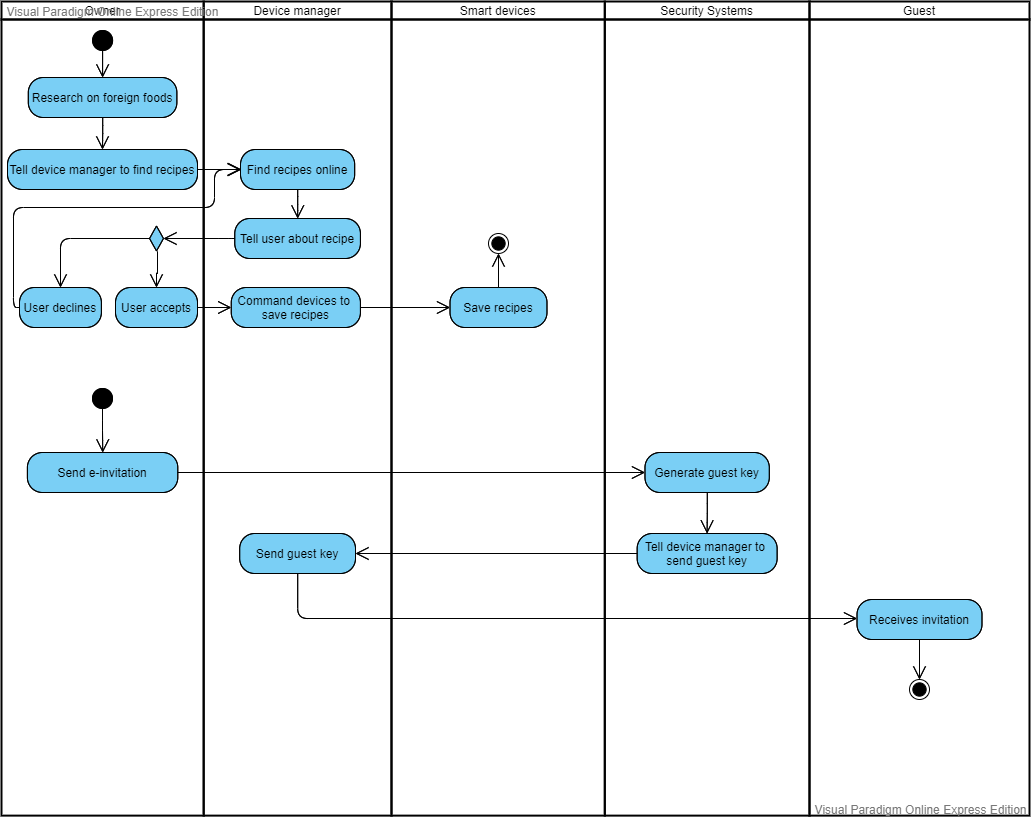 Visual Paradigm Online Express Edition
Owner
Device manager
Smart devices
Security Systems
Guest
Research on foreign foods
Tell device manager to find recipes
Find recipes online
Tell user about recipe
User declines
User accepts
Command devices to
save recipes
Save recipes
Send e-invitation
Generate guest key
Send guest key
Tell device manager to
send guest key
Receives invitation
Visual Paradigm Online Express Edition